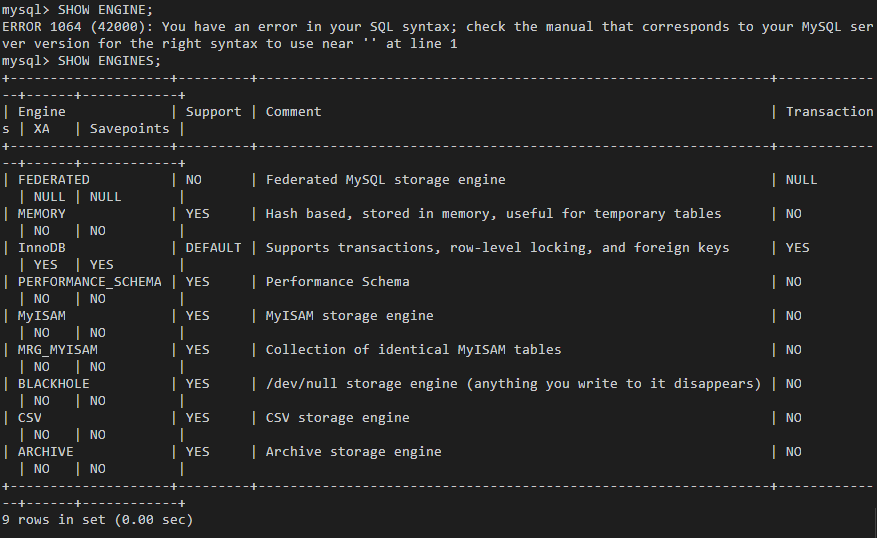 mysql> SHOW ENGINE;
ERROR 1064 (42000): You have an error in your SQL syntax; check the manual that corresponds to your MySQL ser
ver version for the right syntax to use near '' at line 1
mysql> SHOW ENGINES;
+--------------------+---------+----------------------------------------------------------------+------------
--+------+------------+
| Engine             | Support | Comment                                                        | Transaction
s | XA   | Savepoints |
+--------------------+---------+----------------------------------------------------------------+------------
--+------+------------+
| FEDERATED          | NO      | Federated MySQL storage engine                                 | NULL
  | NULL | NULL       |
| MEMORY             | YES     | Hash based, stored in memory, useful for temporary tables      | NO
  | NO   | NO         |
| InnoDB             | DEFAULT | Supports transactions, row-level locking, and foreign keys     | YES
  | YES  | YES        |
| PERFORMANCE_SCHEMA | YES     | Performance Schema                                             | NO
  | NO   | NO         |
| MyISAM             | YES     | MyISAM storage engine                                          | NO
  | NO   | NO         |
| MRG_MYISAM         | YES     | Collection of identical MyISAM tables                          | NO
  | NO   | NO         |
| BLACKHOLE          | YES     | /dev/null storage engine (anything you write to it disappears) | NO
  | NO   | NO         |
| CSV                | YES     | CSV storage engine                                             | NO
  | NO   | NO         |
| ARCHIVE            | YES     | Archive storage engine                                         | NO
  | NO   | NO         |
+--------------------+---------+----------------------------------------------------------------+------------
--+------+------------+
9 rows in set (0.00 sec)